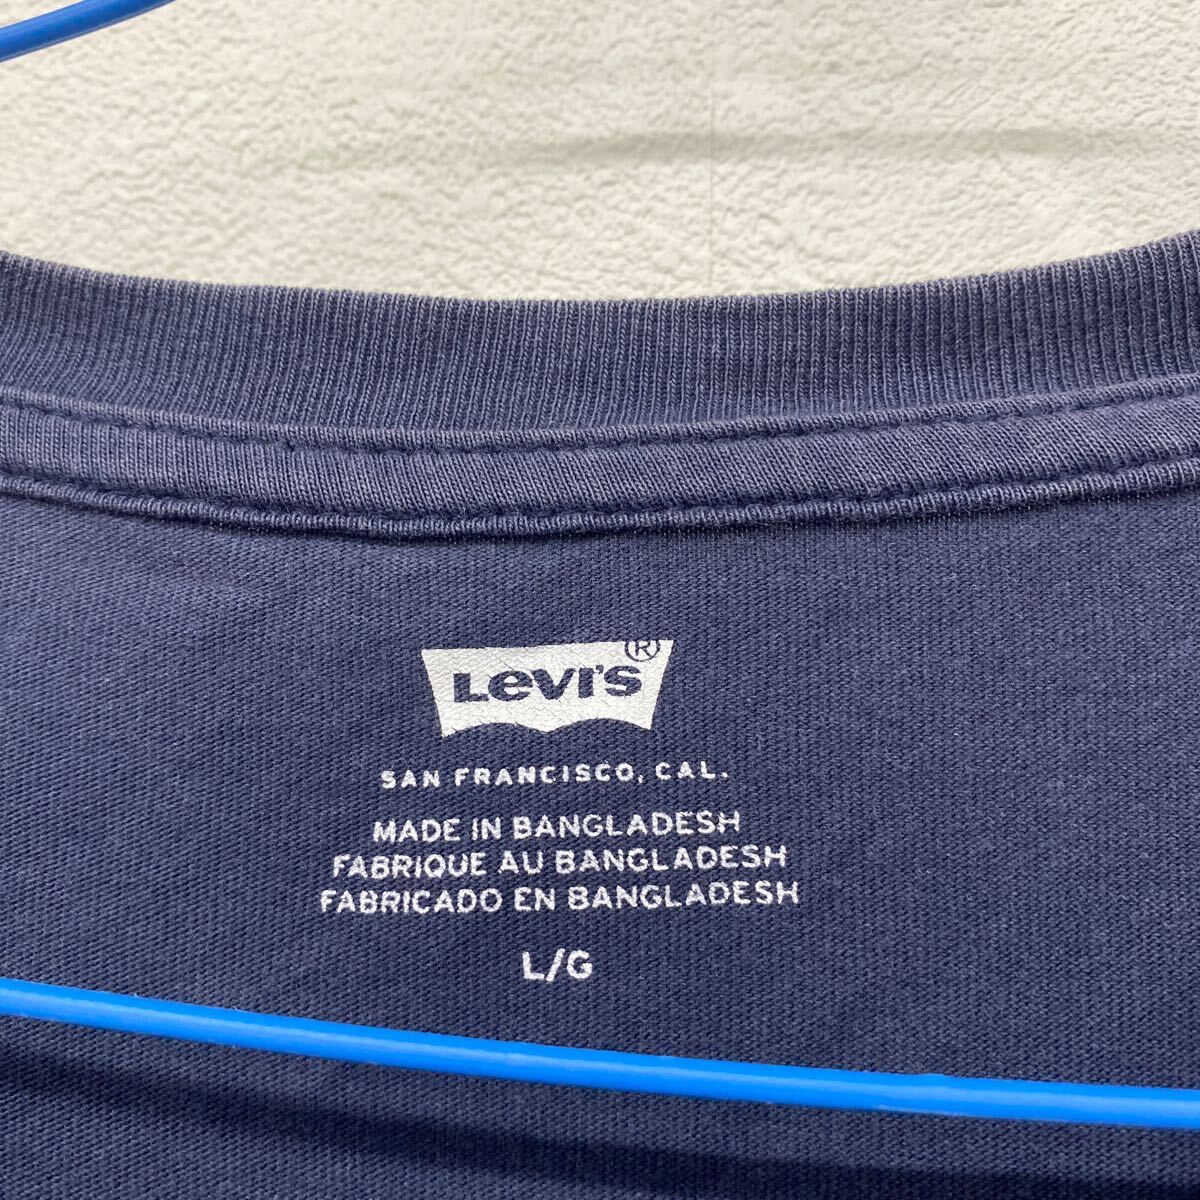 Levi's®
SAN FRANCISCO, CAL.
MADE IN BANGLADESH
FABRIQUE AU BANGLADESH
FABRICADO EN BANGLADESH
L/G